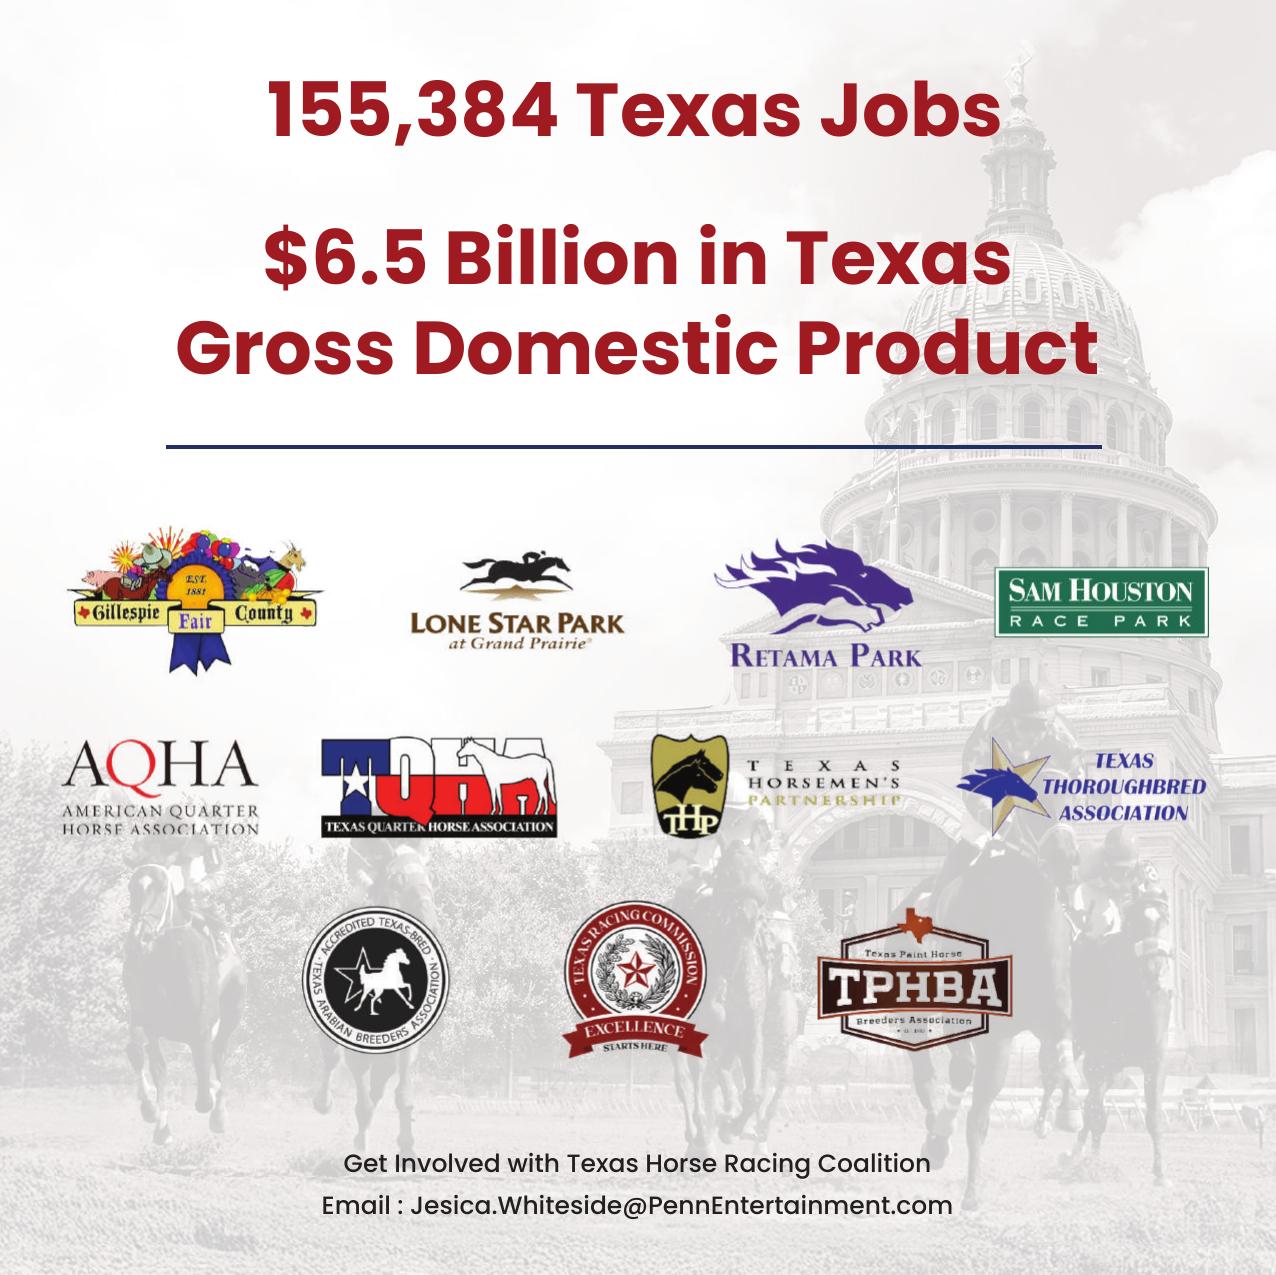 155,384 Texas Jobs
$6.5 Billion in Texas
Gross Domestic Product
EST.
1881
Gillespie Fair County
LONE STAR PARK
at Grand Prairie®
RETAMA PARK
SAM HOUSTON
RACE PARK
AQHA
AMERICAN QUARTER
HORSE ASSOCIATION
TQHA
TEXAS QUARTER HORSE ASSOCIATION
THP
TEXAS
HORSEMEN'S
PARTNERSHIP
TEXAS
THOROUGHBRED
ASSOCIATION
· ACCREDITED TEXAS-BRED ·
TEXAS ARABIAN BREEDERS ASSOCIATION
TEXAS RACING COMMISSION
EXCELLENCE
STARTS HERE
Texas Paint Horse
TPHBA
Breeders Association
Get Involved with Texas Horse Racing Coalition
Email : Jesica.Whiteside@PennEntertainment.com